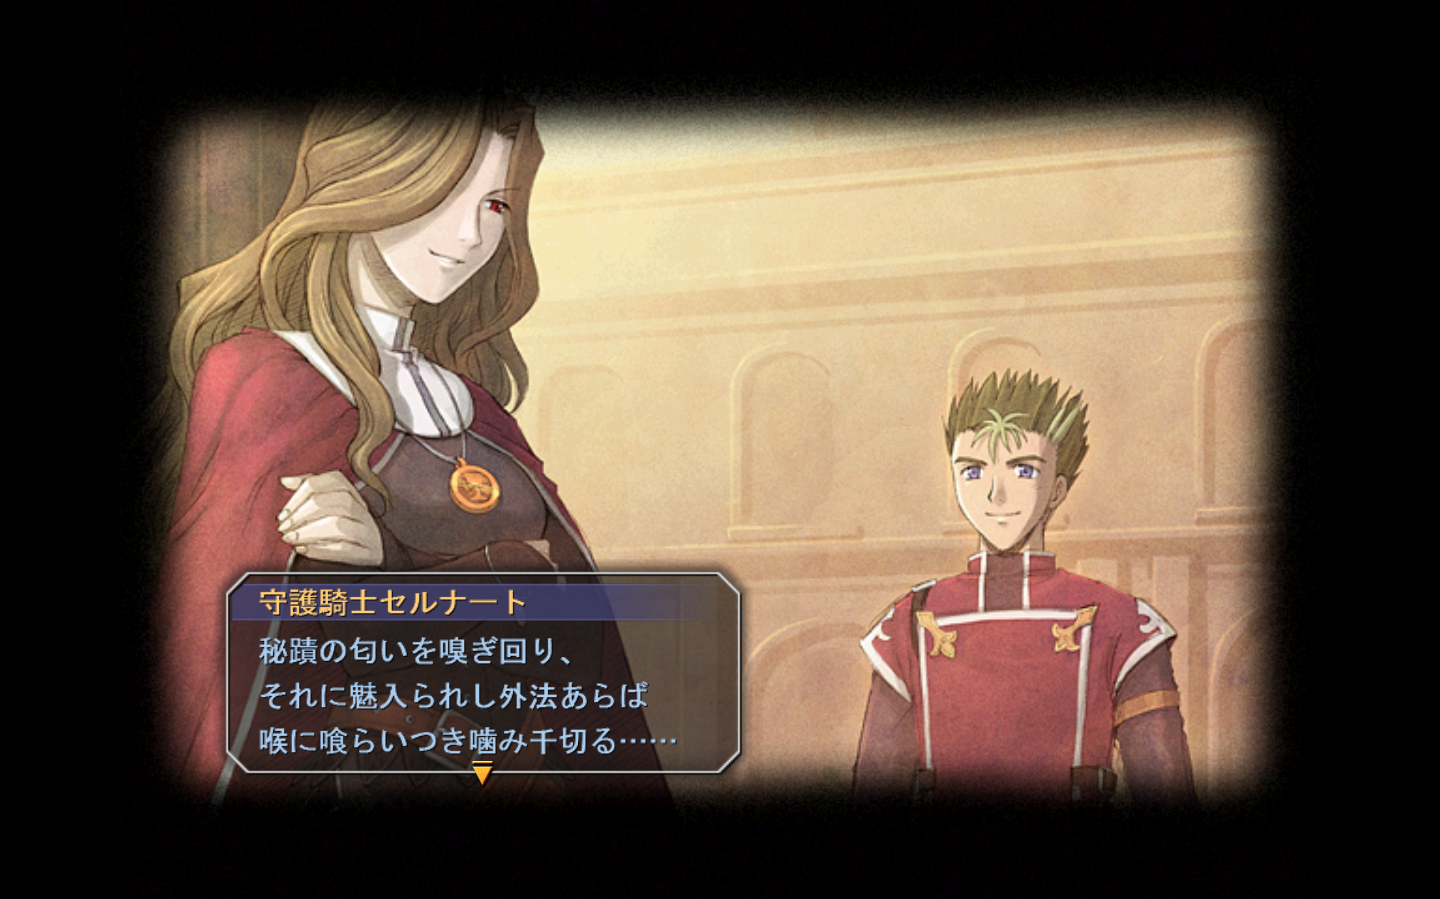 守護騎士セルナート
秘蹟の匂いを嗅ぎ回り、
それに魅入られし外法あらば
喉に喰らいつき噛み千切る……